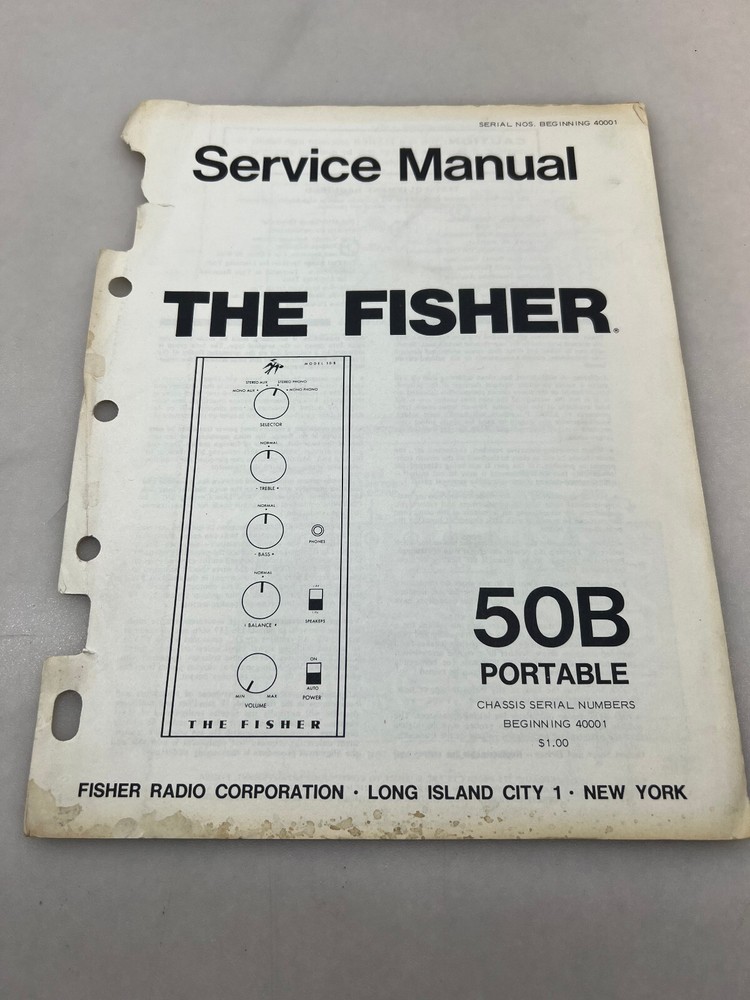 SERIAL NOS. BEGINNING 40001
Service Manual
THE FISHER®
MODEL 50B
STEREO AUX STEREO PHONO
MONO AUX MONO PHONO
SELECTOR
NORMAL
- TREBLE +
NORMAL
- BASS +
PHONES
NORMAL
BALANCE
SPEAKERS
ON
AUTO
POWER
MIN MAX
VOLUME
THE FISHER
50B
PORTABLE
CHASSIS SERIAL NUMBERS
BEGINNING 40001
$1.00
FISHER RADIO CORPORATION · LONG ISLAND CITY 1 · NEW YORK